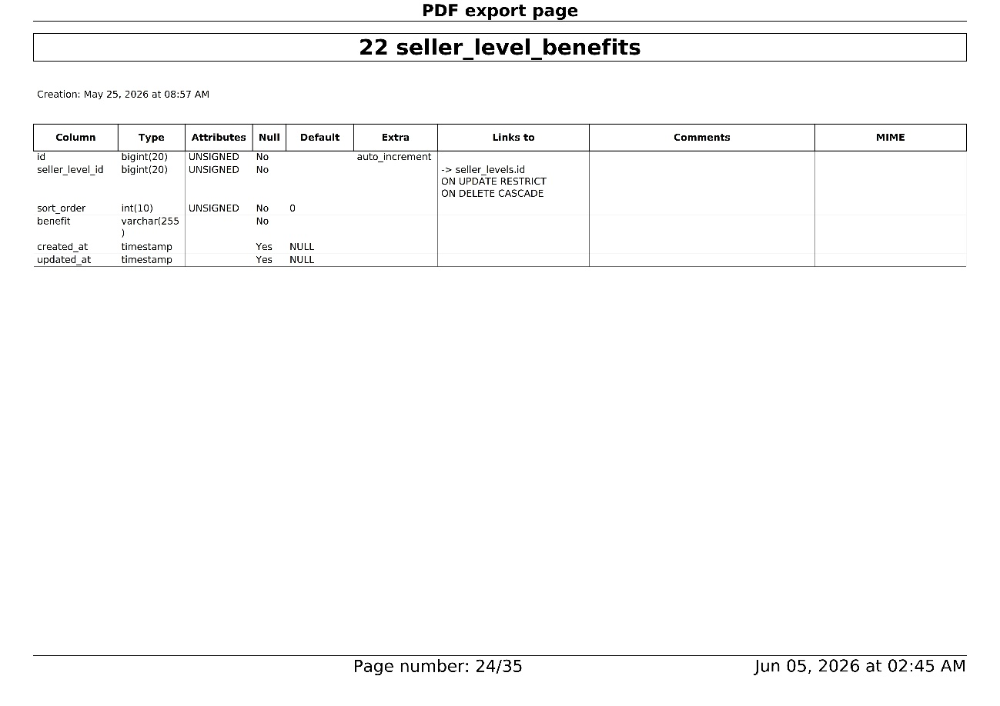 PDF export page
22 seller_level_benefits
Creation: May 25, 2026 at 08:57 AM
Column Type Attributes Null Default Extra Links to Comments MIME
id bigint(20) UNSIGNED No auto_increment
seller_level_id bigint(20) UNSIGNED No -> seller_levels.id
ON UPDATE RESTRICT
ON DELETE CASCADE
sort_order int(10) UNSIGNED No 0
benefit varchar(255 No
)
created_at timestamp Yes NULL
updated_at timestamp Yes NULL
Page number: 24/35 Jun 05, 2026 at 02:45 AM